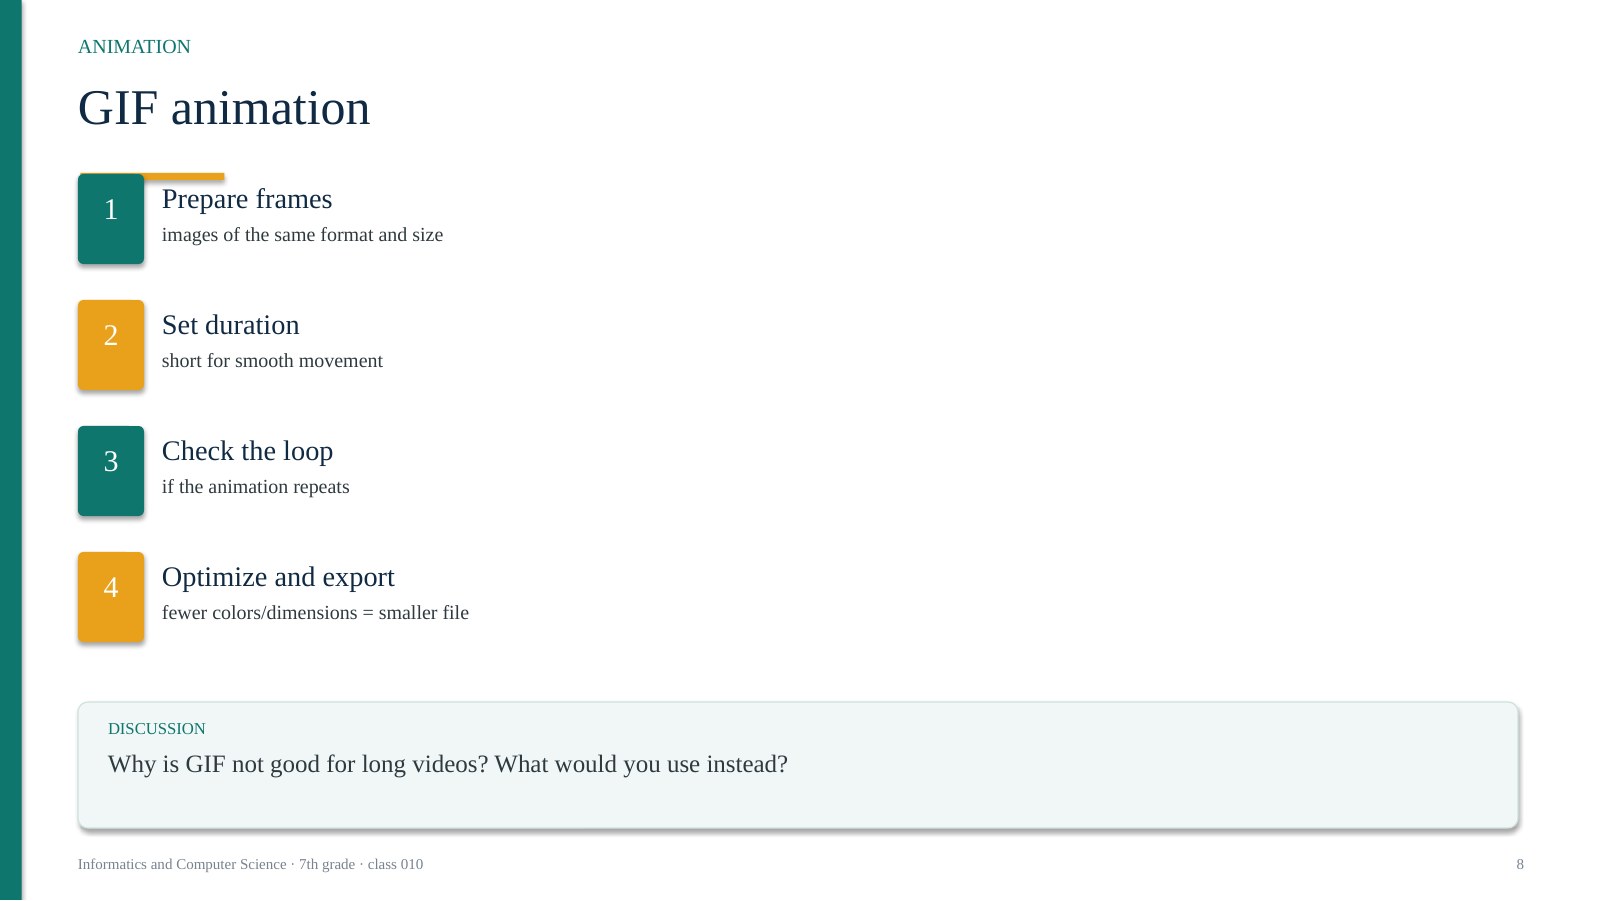 ANIMATION
GIF animation
1
Prepare frames
images of the same format and size
2
Set duration
short for smooth movement
3
Check the loop
if the animation repeats
4
Optimize and export
fewer colors/dimensions = smaller file
DISCUSSION
Why is GIF not good for long videos? What would you use instead?
Informatics and Computer Science · 7th grade · class 010
8